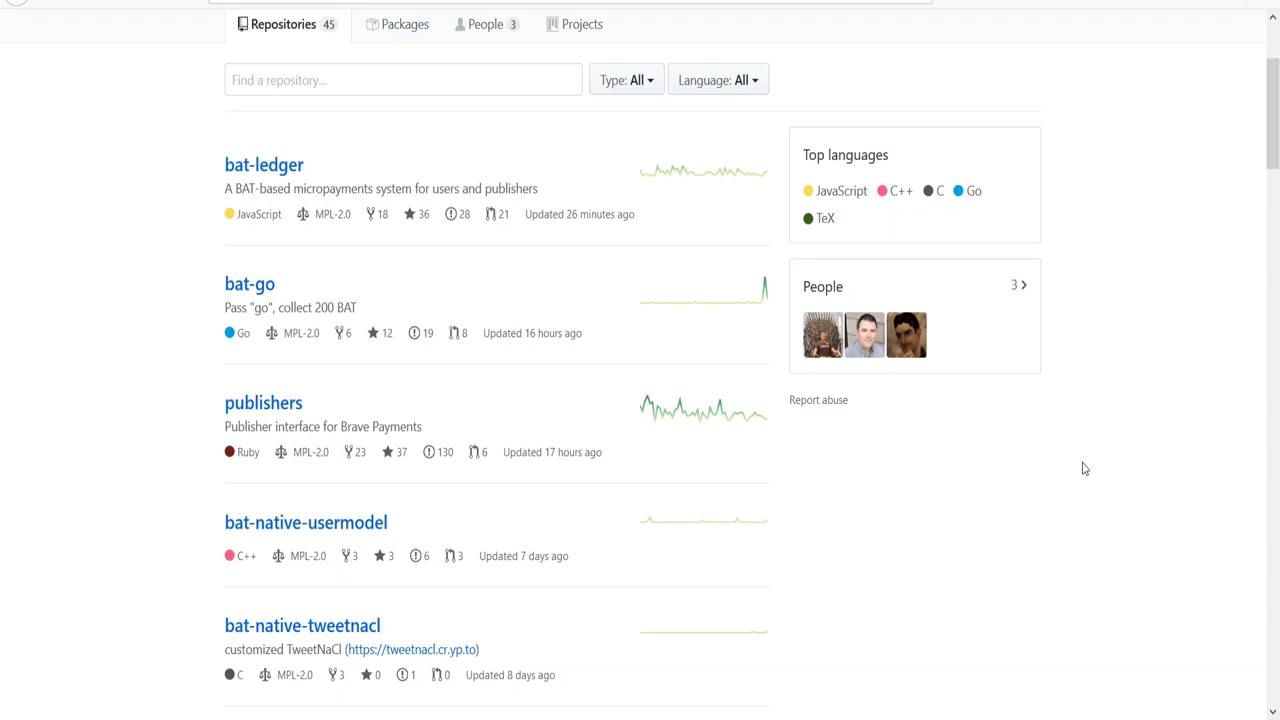 Repositories 45 Packages People 3 Projects
Find a repository... Type: All Language: All
bat-ledger
A BAT-based micropayments system for users and publishers
JavaScript MPL-2.0 18 36 28 21 Updated 26 minutes ago
bat-go
Pass "go", collect 200 BAT
Go MPL-2.0 6 12 19 8 Updated 16 hours ago
publishers
Publisher interface for Brave Payments
Ruby MPL-2.0 23 37 130 6 Updated 17 hours ago
bat-native-usermodel
C++ MPL-2.0 3 3 6 3 Updated 7 days ago
bat-native-tweetnacl
customized TweetNaCl (https://tweetnacl.cr.yp.to)
C MPL-2.0 3 0 1 0 Updated 8 days ago
Top languages
JavaScript C++ C Go
TeX
People 3
Report abuse